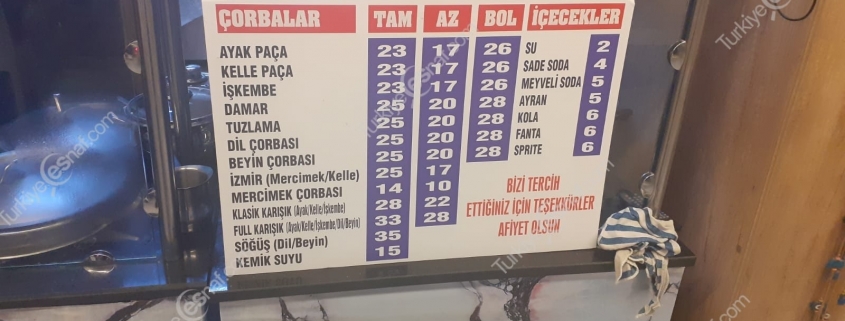 ÇORBALAR TAM AZ BOL İÇECEKLER
AYAK PAÇA 23 17 26 SU 2
KELLE PAÇA 23 17 26 SADE SODA 4
İŞKEMBE 23 17 26 MEYVELİ SODA 5
DAMAR 25 20 28 AYRAN 5
TUZLAMA 25 20 28 KOLA 6
DİL ÇORBASI 25 20 28 FANTA 6
BEYİN ÇORBASI 25 20 28 SPRITE 6
İZMİR (Mercimek/Kelle) 25 17
MERCİMEK ÇORBASI 14 10
KLASİK KARIŞIK (Ayak/Kelle/İşkembe) 28 22
FULL KARIŞIK (Ayak/Kelle/İşkembe/Dil/Beyin) 33 28
SÖĞÜŞ (Dil/Beyin) 35
KEMİK SUYU 15
BİZİ TERCİH
ETTİĞİNİZ İÇİN TEŞEKKÜRLER
AFİYET OLSUN